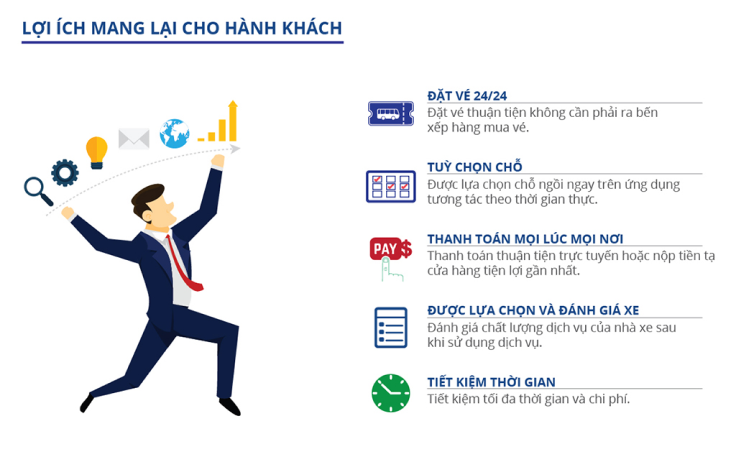 LỢI ÍCH MANG LẠI CHO HÀNH KHÁCH
ĐẶT VÉ 24/24
Đặt vé thuận tiện không cần phải ra bến
xếp hàng mua vé.
TUỲ CHỌN CHỖ
Được lựa chọn chỗ ngồi ngay trên ứng dụng
tương tác theo thời gian thực.
PAY $
THANH TOÁN MỌI LÚC MỌI NƠI
Thanh toán thuận tiện trực tuyến hoặc nộp tiền tạ
cửa hàng tiện lợi gần nhất.
ĐƯỢC LỰA CHỌN VÀ ĐÁNH GIÁ XE
Đánh giá chất lượng dịch vụ của nhà xe sau
khi sử dụng dịch vụ.
TIẾT KIỆM THỜI GIAN
Tiết kiệm tối đa thời gian và chi phí.